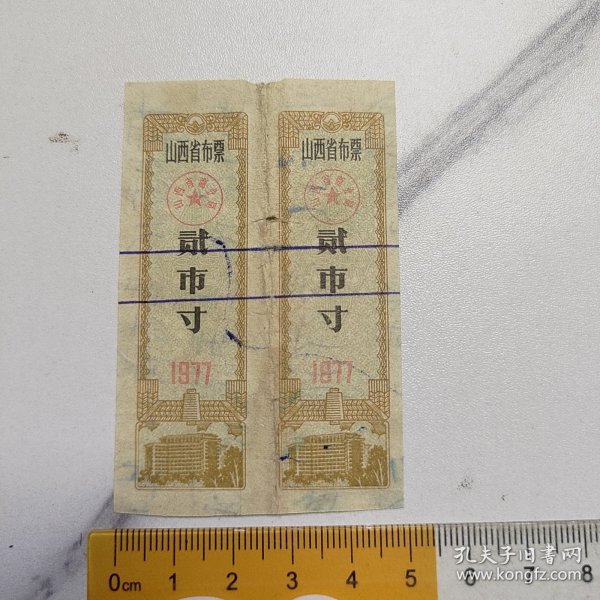 山西省布票
贰市寸
1977
山西省布票
贰市寸
1977
0cm 1 2 3 4 5 6 7 8
孔夫子旧书网
www.kongfz.com